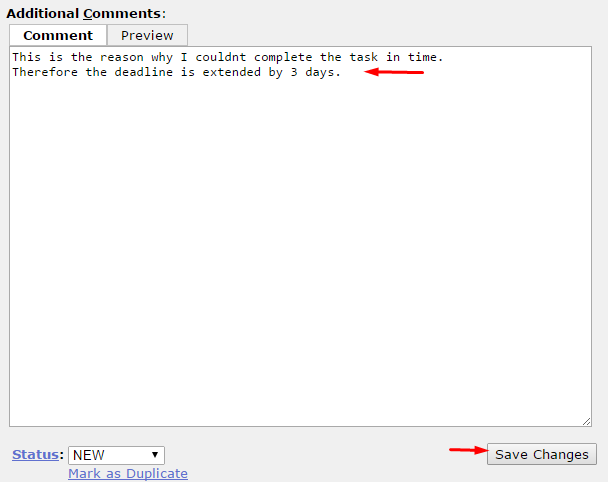 Additional Comments:
Comment Preview
This is the reason why I couldnt complete the task in time.
Therefore the deadline is extended by 3 days.
Status: NEW Save Changes
Mark as Duplicate